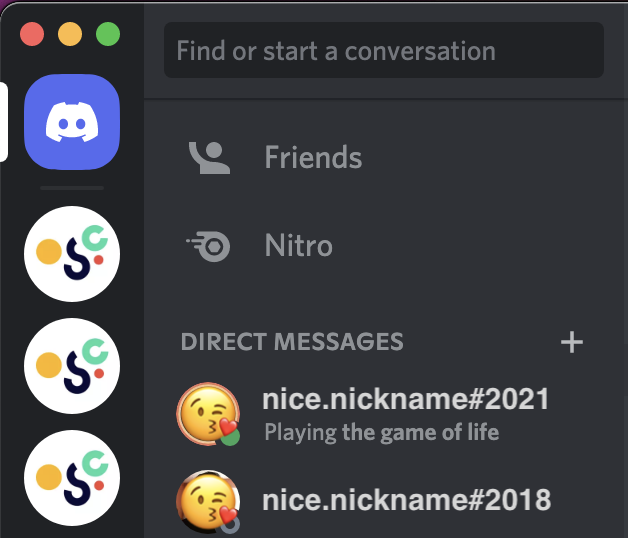 Find or start a conversation
Friends
Nitro
DIRECT MESSAGES
nice.nickname#2021
Playing the game of life
nice.nickname#2018